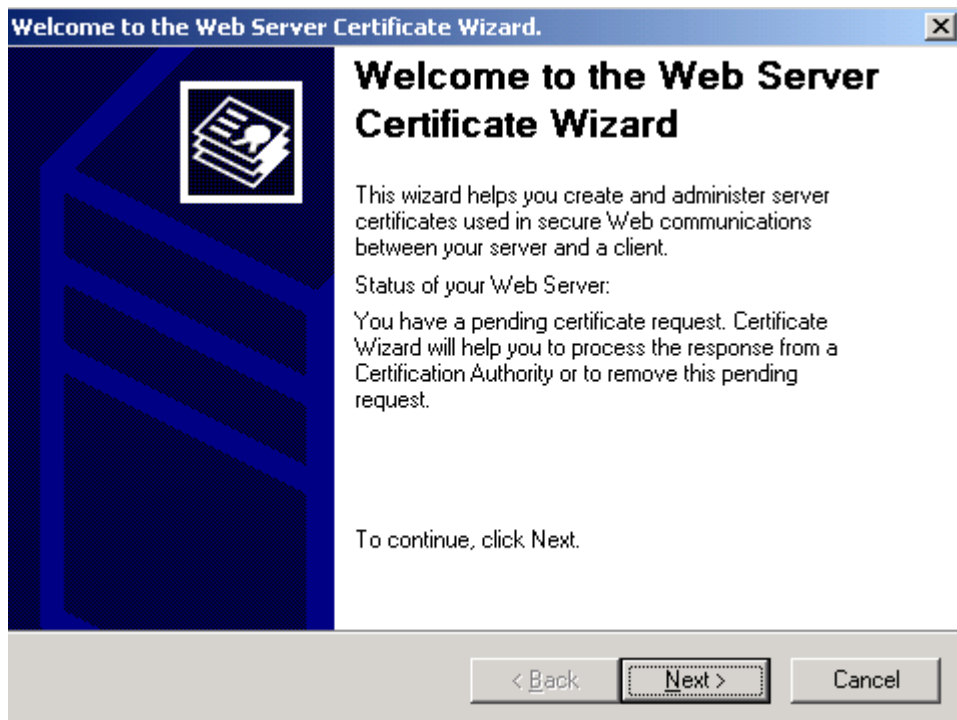 Welcome to the Web Server Certificate Wizard.
Welcome to the Web Server
Certificate Wizard
This wizard helps you create and administer server
certificates used in secure Web communications
between your server and a client.
Status of your Web Server:
You have a pending certificate request. Certificate
Wizard will help you to process the response from a
Certification Authority or to remove this pending
request.
To continue, click Next.
< Back
Next >
Cancel